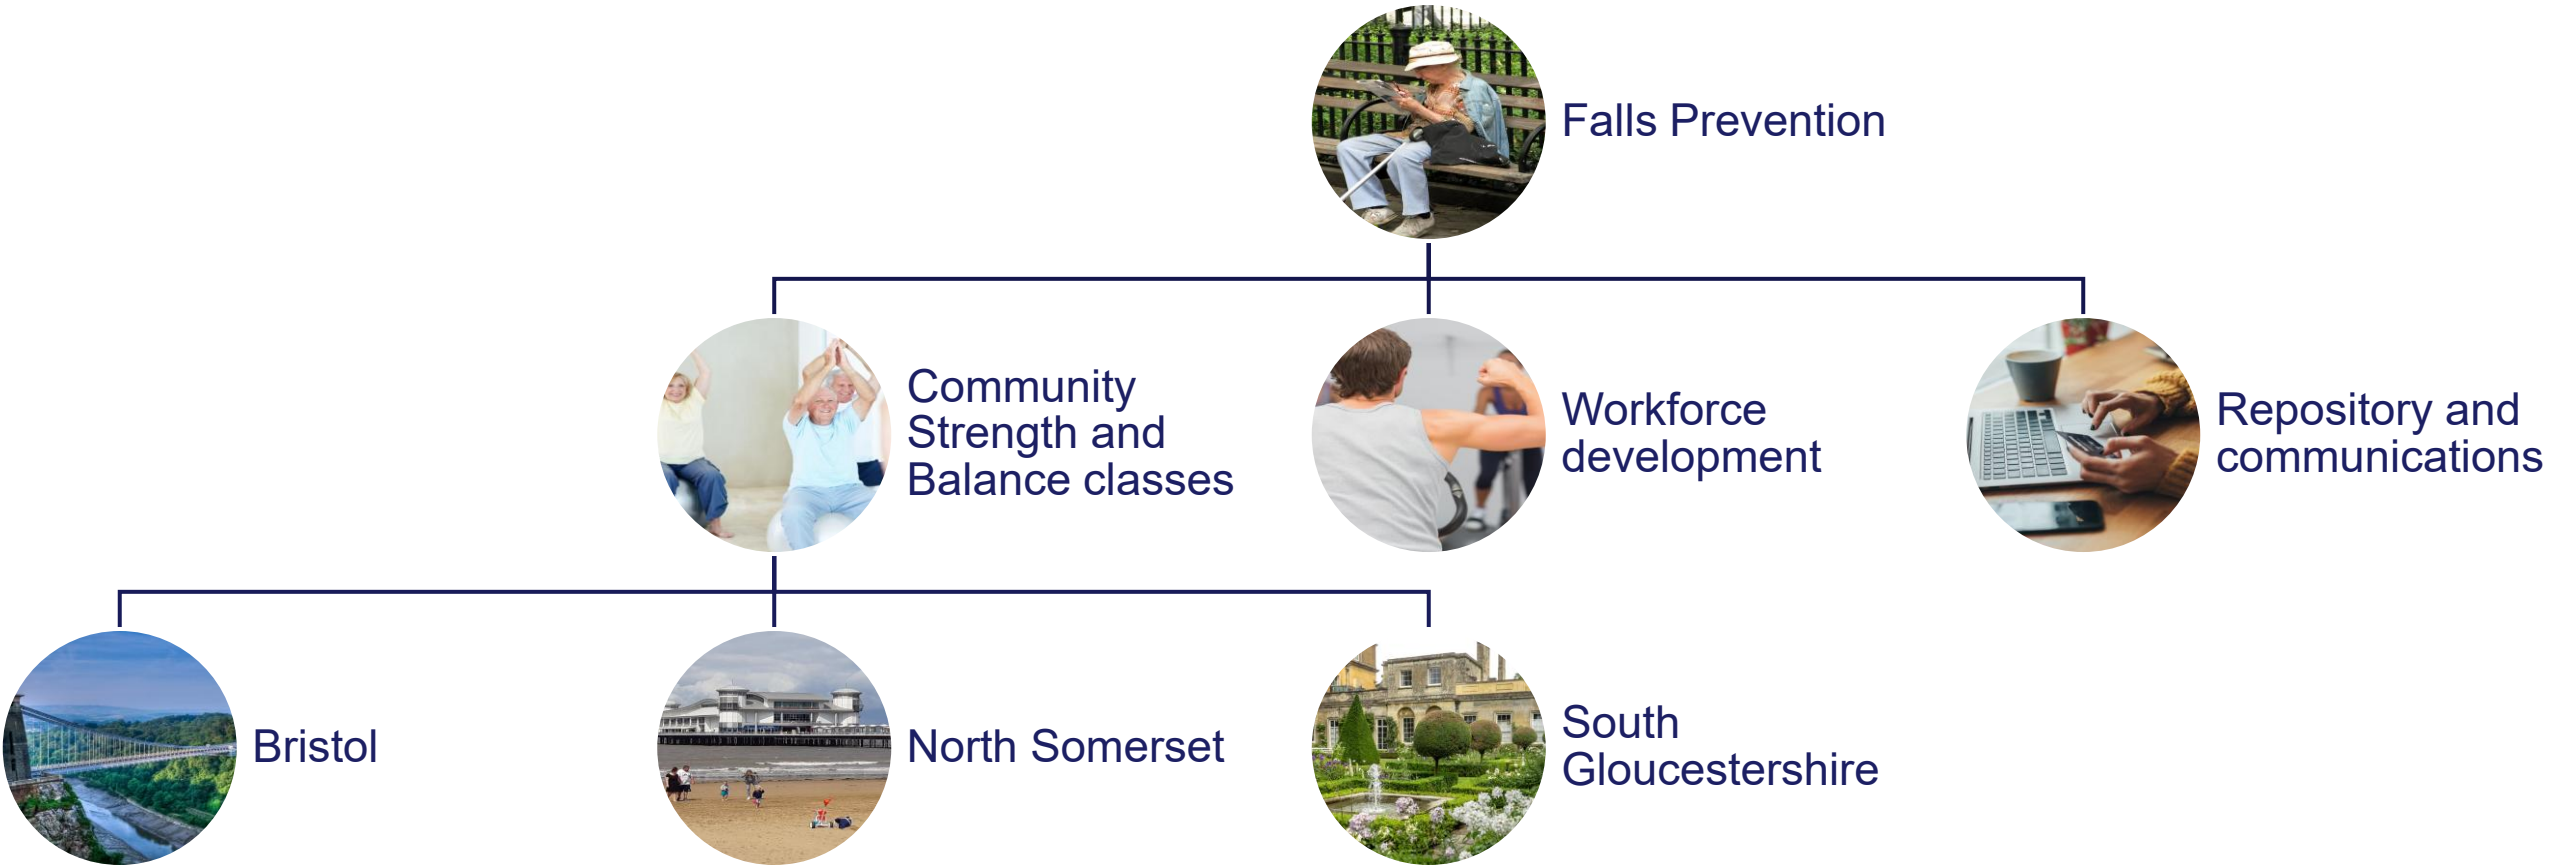 Falls Prevention
Community
Strength and
Balance classes
Workforce
development
Repository and
communications
Bristol
North Somerset
South
Gloucestershire